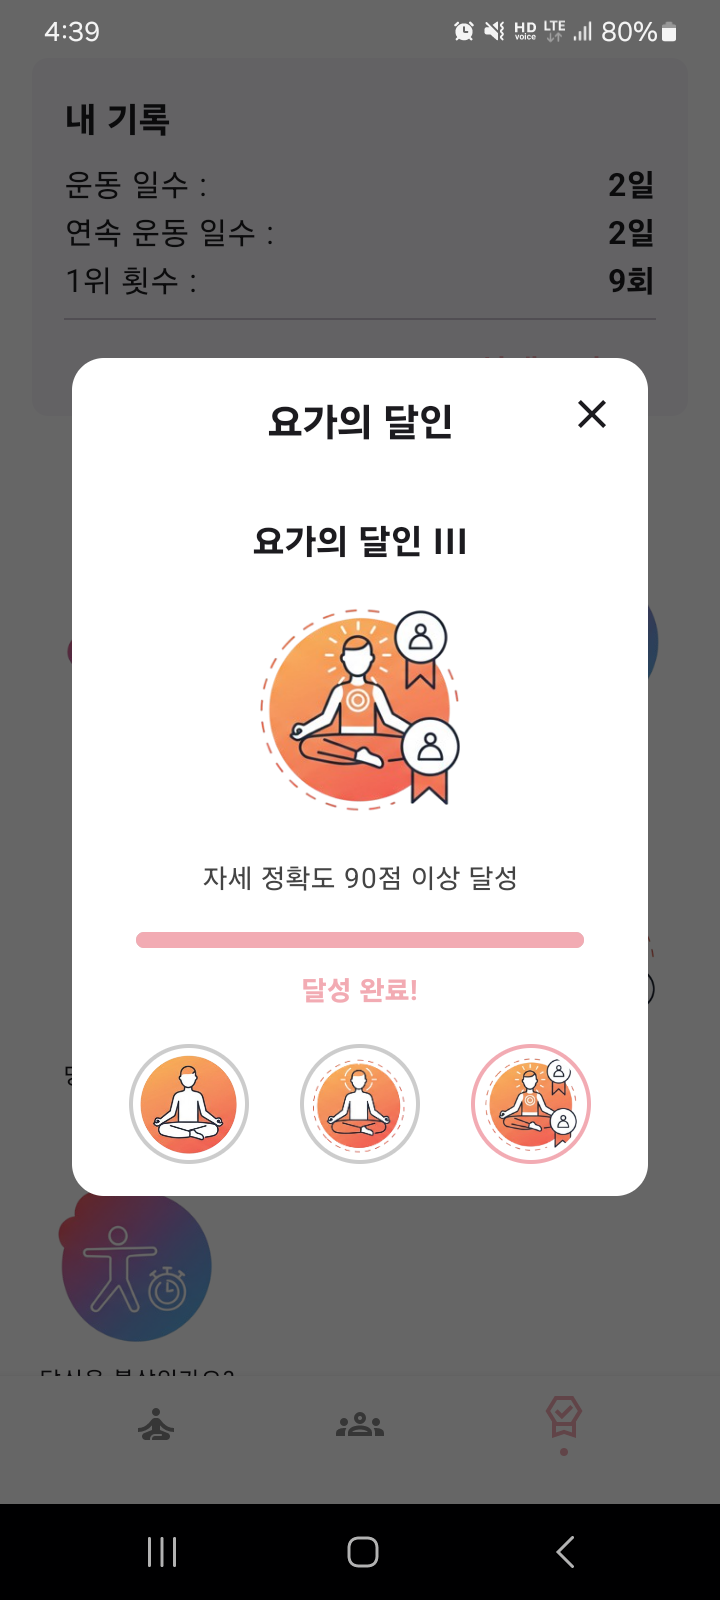 4:39 HD voice LTE 80%
내 기록
운동 일수 : 2일
연속 운동 일수 : 2일
1위 횟수 : 9회
요가의 달인
요가의 달인 III
자세 정확도 90점 이상 달성
달성 완료!